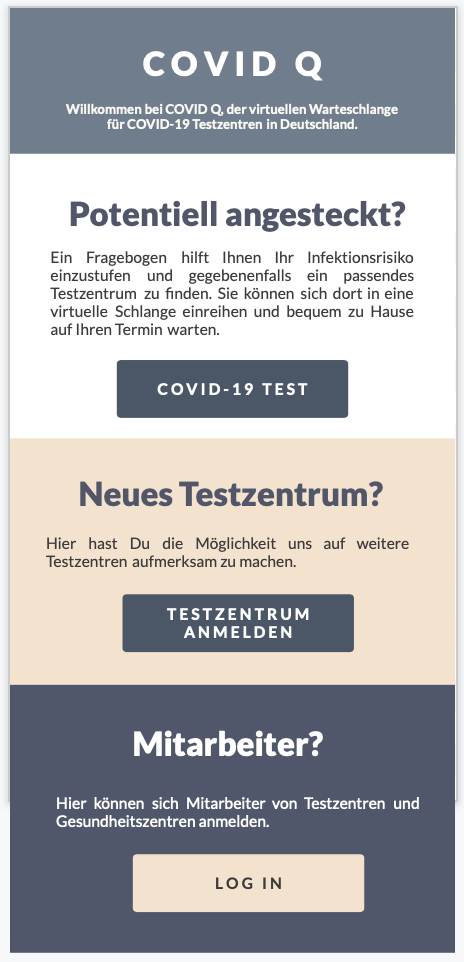 COVID Q
Willkommen bei COVID Q, der virtuellen Warteschlange
für COVID-19 Testzentren in Deutschland.
Potentiell angesteckt?
Ein Fragebogen hilft Ihnen Ihr Infektionsrisiko
einzustufen und gegebenenfalls ein passendes
Testzentrum zu finden. Sie können sich dort in eine
virtuelle Schlange einreihen und bequem zu Hause
auf Ihren Termin warten.
COVID-19 TEST
Neues Testzentrum?
Hier hast Du die Möglichkeit uns auf weitere
Testzentren aufmerksam zu machen.
TESTZENTRUM
ANMELDEN
Mitarbeiter?
Hier können sich Mitarbeiter von Testzentren und
Gesundheitszentren anmelden.
LOG IN